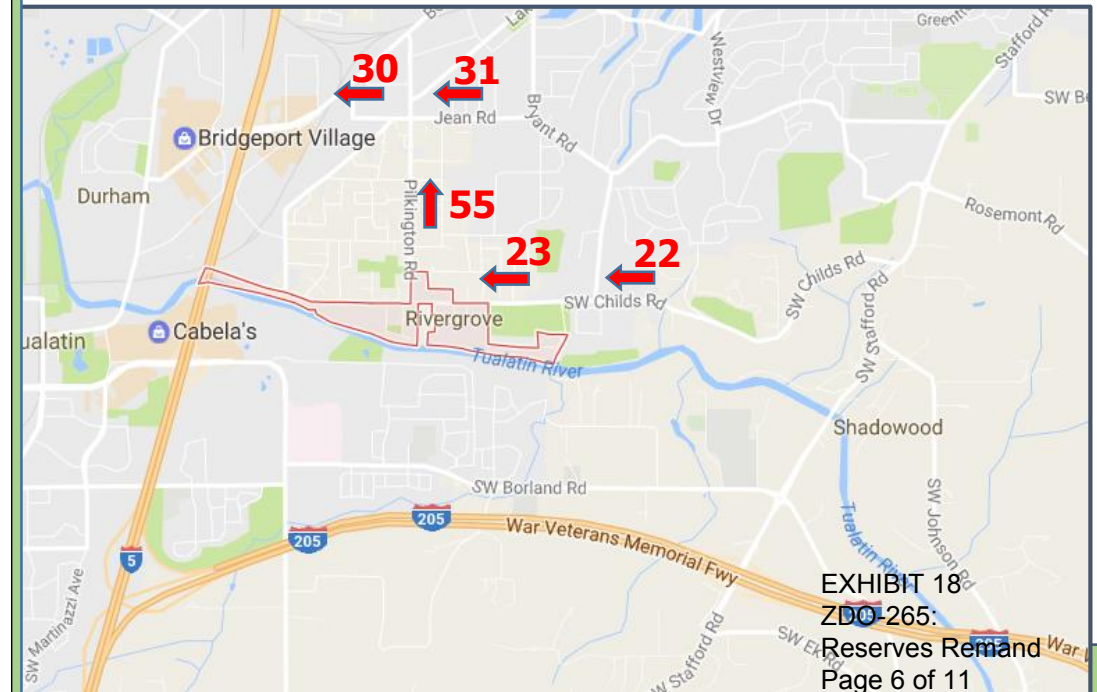 Stafford Rd
30
31
Jean Rd
Bryant Rd
Westview Dr
Bridgeport Village
Durham
Pilkington Rd
55
Rosemont Rd
23
22
SW Childs Rd
SW Childs Rd
SW Stafford Rd
Rivergrove
Cabela's
ualatin
Tualatin River
Shadowood
SW Borland Rd
SW Johnson Rd
205
205
War Veterans Memorial Fwy
Tualatin River
5
SW Martinazzi Ave
EXHIBIT 18
ZDO-265:
Reserves Remand
Page 6 of 11
SW Stafford Rd